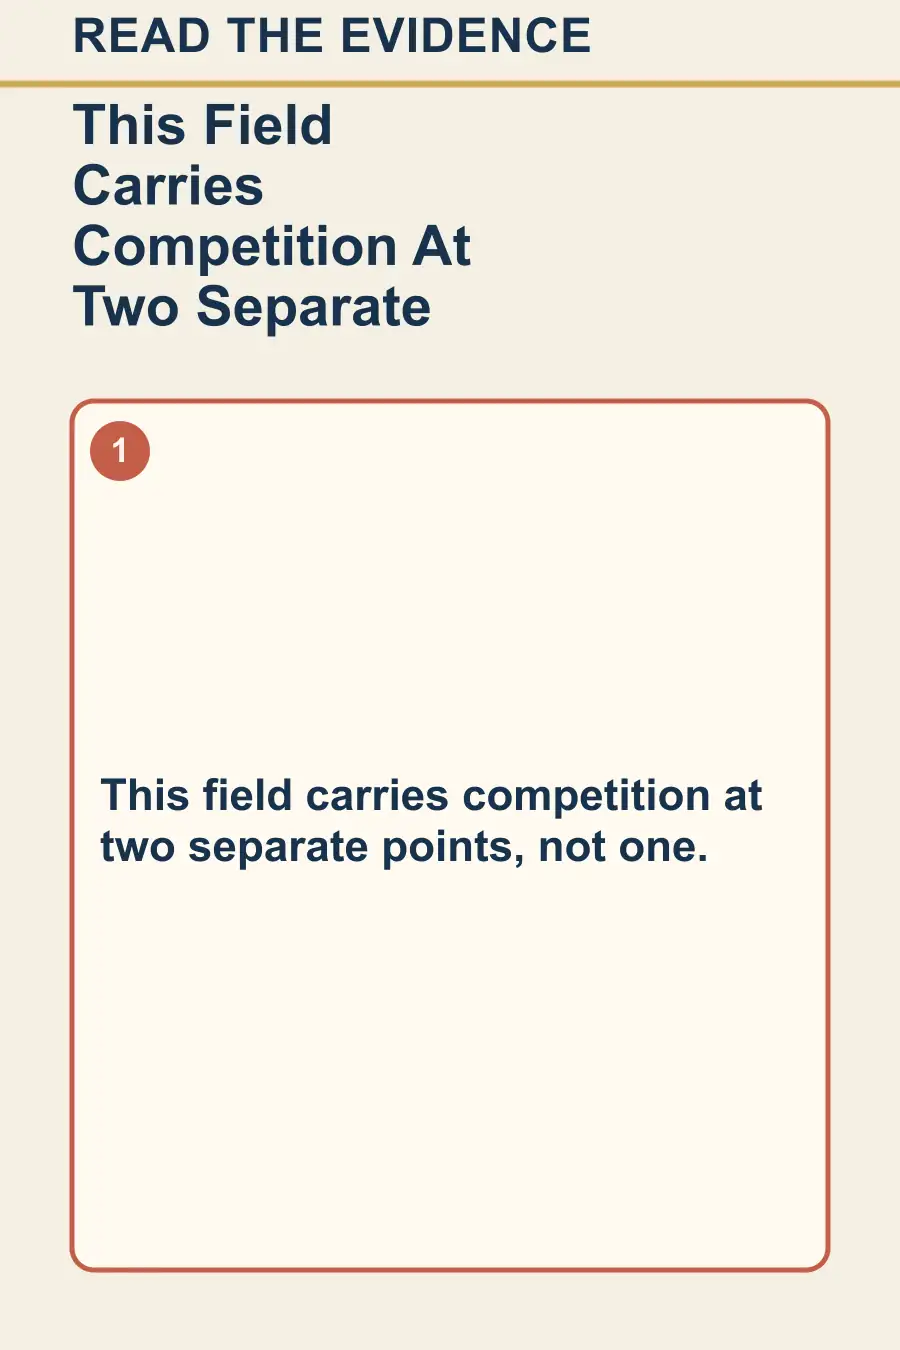 READ THE EVIDENCE
This Field
Carries
Competition At
Two Separate
1
This field carries competition at
two separate points, not one.